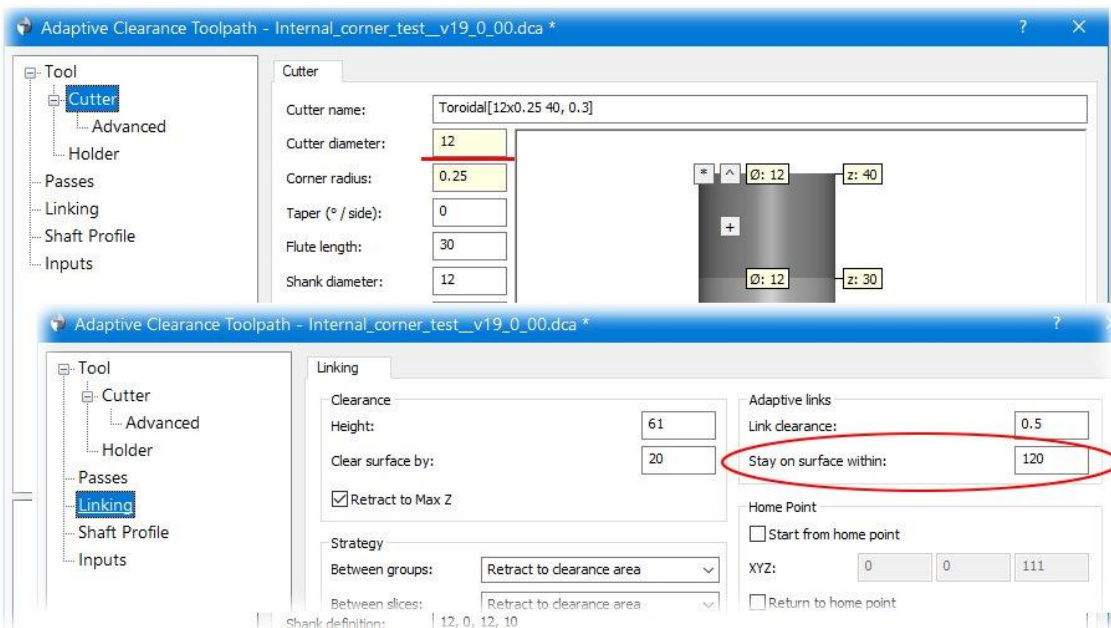 Adaptive Clearance Toolpath - Internal_corner_test__v19_0_00.dca * ? ×
Tool
Cutter
Advanced
Holder
Passes
Linking
Shaft Profile
Inputs
Cutter
Cutter name: Toroidal[12x0.25 40, 0.3]
Cutter diameter: 12
Corner radius: 0.25
Taper (° / side): 0
Flute length: 30
Shank diameter: 12
* ^ Ø: 12 z: 40
+
Ø: 12 z: 30
Adaptive Clearance Toolpath - Internal_corner_test__v19_0_00.dca * ?
Tool
Cutter
Advanced
Holder
Passes
Linking
Shaft Profile
Inputs
Linking
Clearance
Height: 61
Clear surface by: 20
Retract to Max Z
Strategy
Between groups: Retract to clearance area
Between slices: Retract to clearance area
Adaptive links
Link clearance: 0.5
Stay on surface within: 120
Home Point
Start from home point
XYZ: 0 0 111
Return to home point
Shank definition: 12, 0, 12, 10